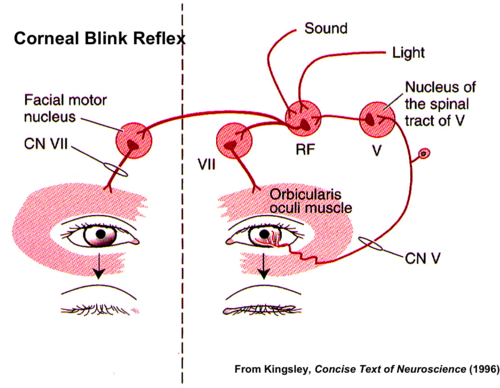 Corneal Blink Reflex
Sound
Light
Facial motor
nucleus
Nucleus of
the spinal
tract of V
CN VII
VII
RF
V
Orbicularis
oculi muscle
CN V
From Kingsley, Concise Text of Neuroscience (1996)